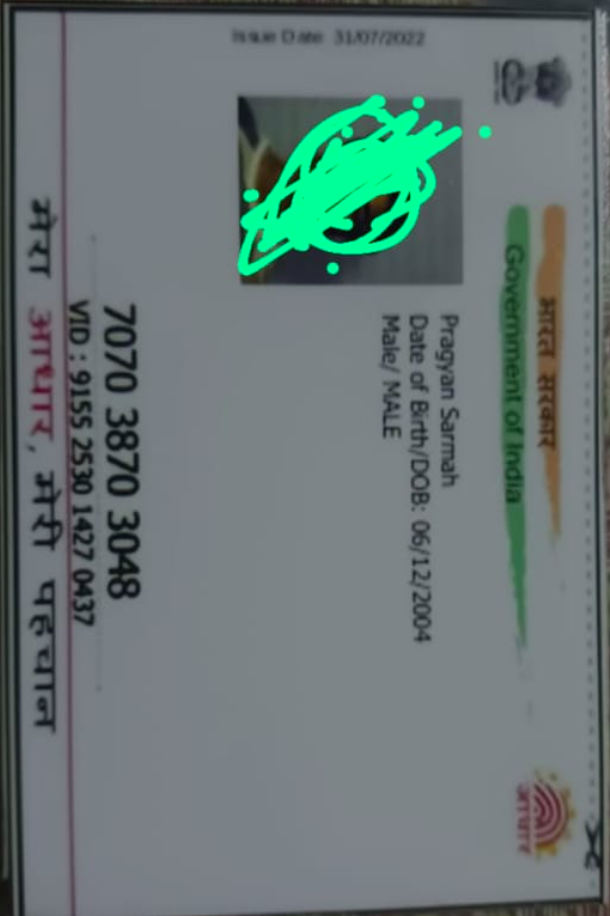 भारत सरकार
Government of India
आधार
Issue Date: 31/07/2022
Pragyan Sarmah
Date of Birth/DOB: 06/12/2004
Male/ MALE
7070 3870 3048
VID : 9155 2530 1427 0437
मेरा आधार, मेरी पहचान